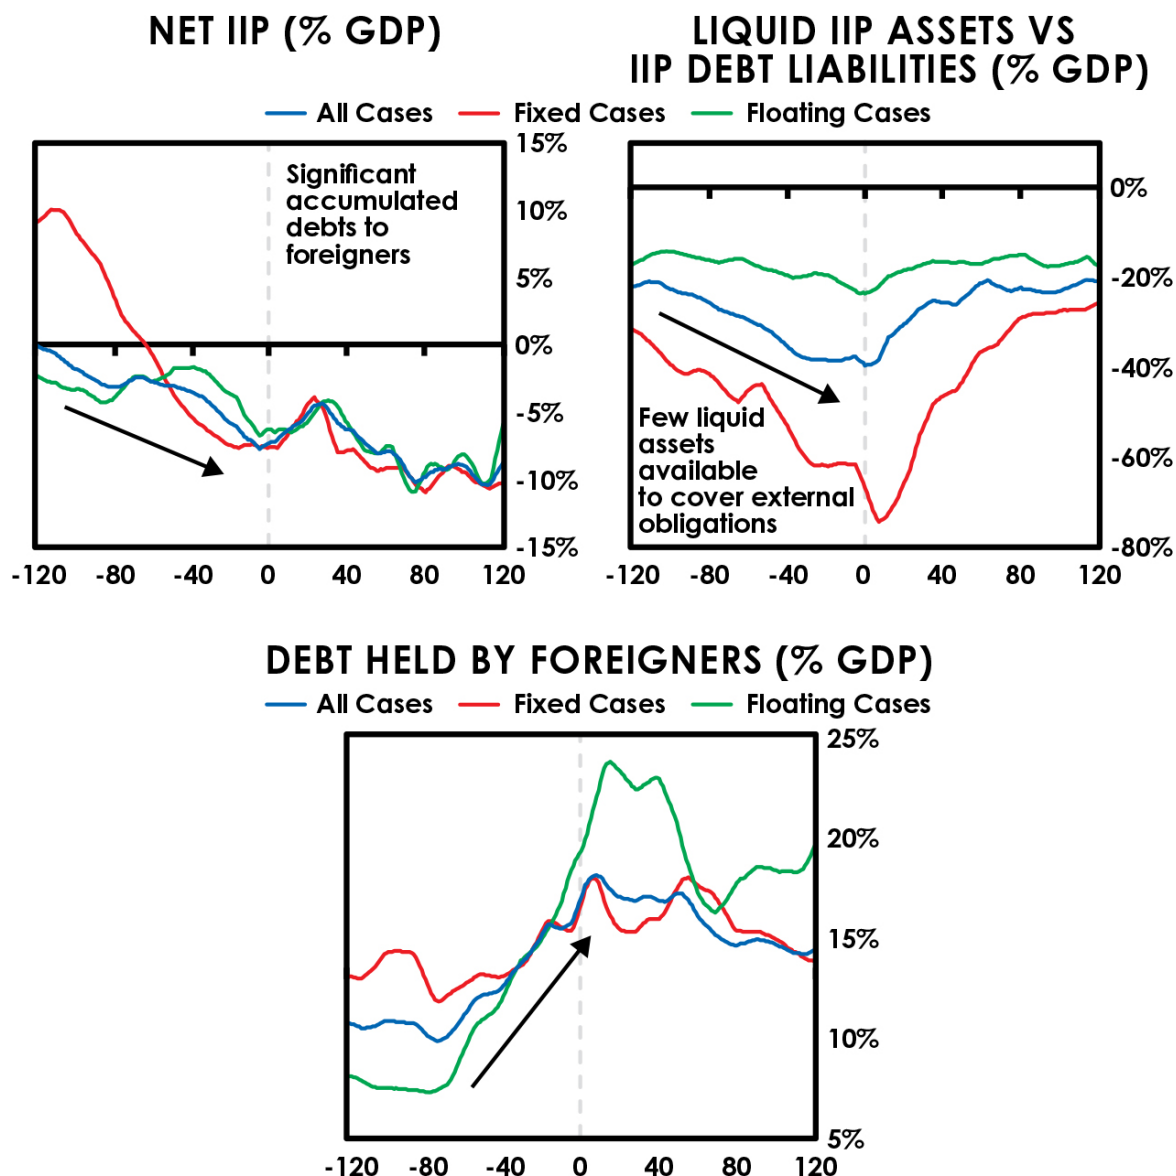 NET IIP (% GDP)
LIQUID IIP ASSETS VS
IIP DEBT LIABILITIES (% GDP)
All Cases Fixed Cases Floating Cases
15%
10%
5%
0%
-5%
-10%
-15%
Significant
accumulated
debts to
foreigners
-120 -80 -40 0 40 80 120
0%
-20%
-40%
-60%
-80%
Few liquid
assets
available
to cover external
obligations
-120 -80 -40 0 40 80 120
DEBT HELD BY FOREIGNERS (% GDP)
All Cases Fixed Cases Floating Cases
25%
20%
15%
10%
5%
-120 -80 -40 0 40 80 120